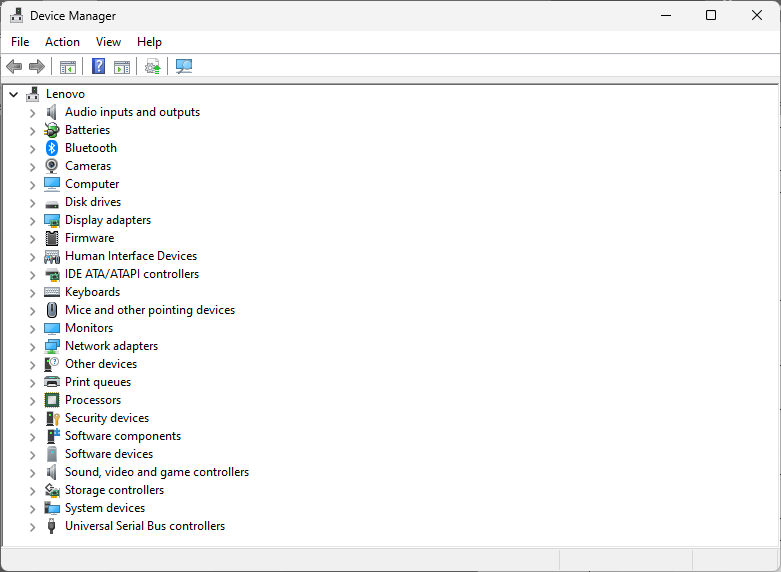 Device Manager
File Action View Help
Lenovo
Audio inputs and outputs
Batteries
Bluetooth
Cameras
Computer
Disk drives
Display adapters
Firmware
Human Interface Devices
IDE ATA/ATAPI controllers
Keyboards
Mice and other pointing devices
Monitors
Network adapters
Other devices
Print queues
Processors
Security devices
Software components
Software devices
Sound, video and game controllers
Storage controllers
System devices
Universal Serial Bus controllers